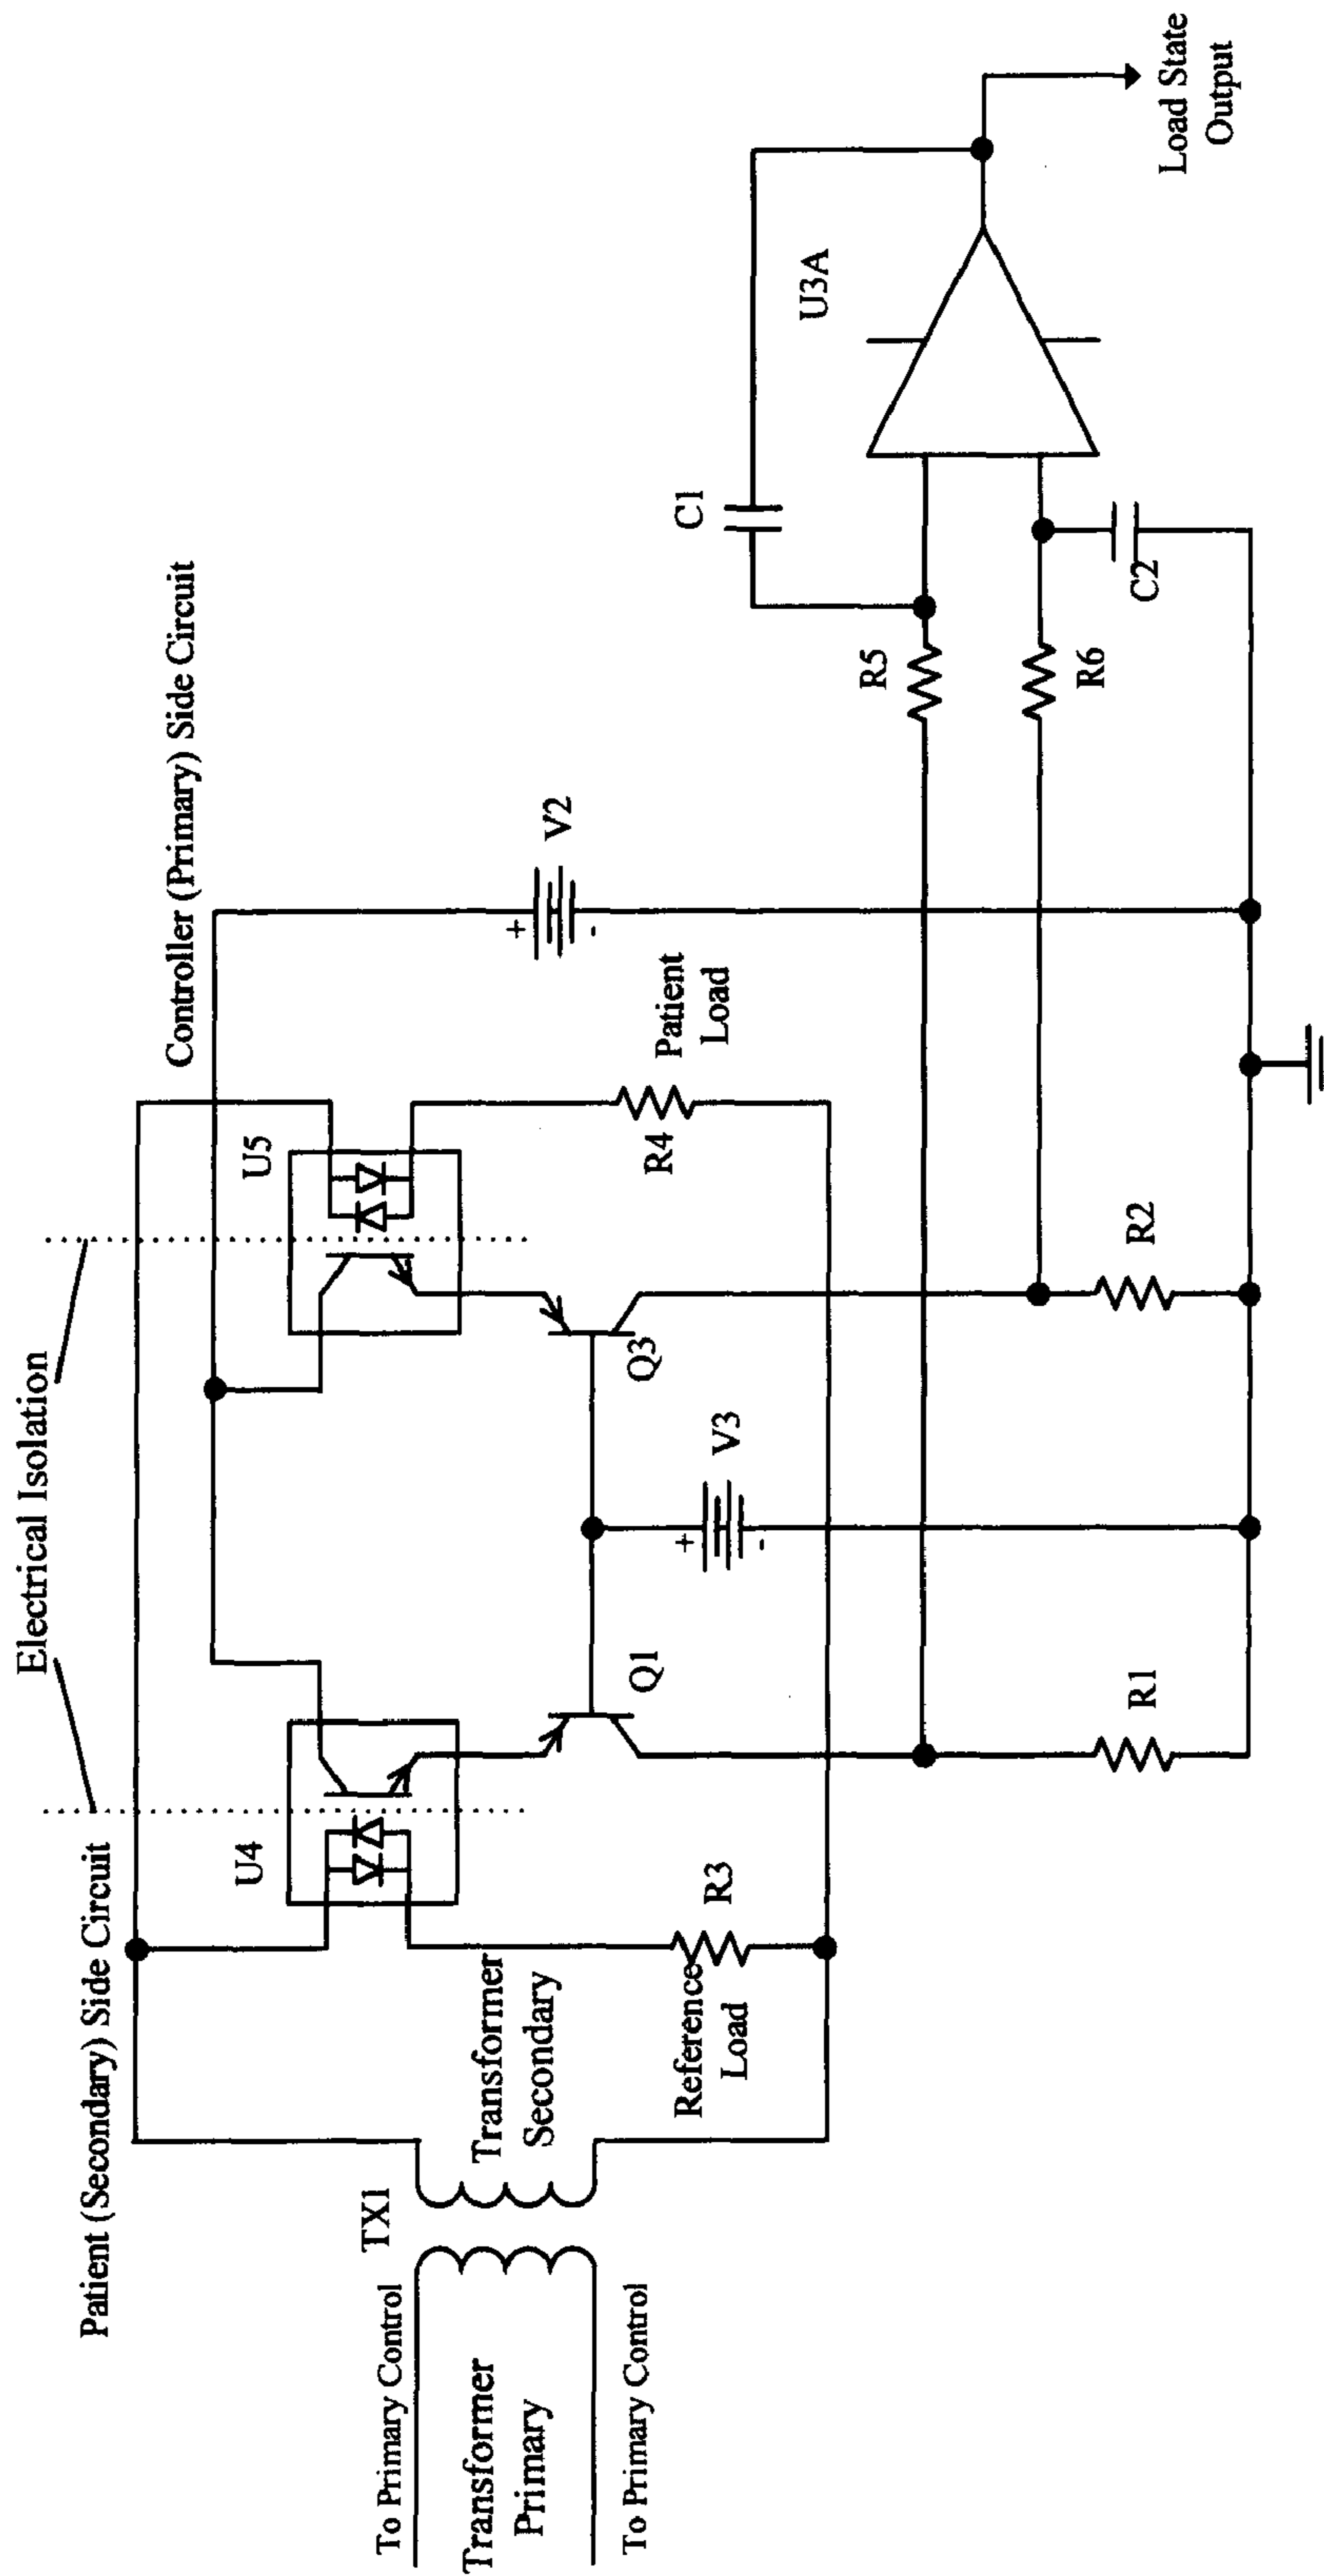 Electrical Isolation
Patient (Secondary) Side Circuit
Controller (Primary) Side Circuit
U4
U5
TX1
To Primary Control
Transformer
Primary
To Primary Control
Transformer
Secondary
Reference
Load
R3
Q1
Q3
+
-
V3
R4
Patient
Load
+
-
V2
C1
U3A
R5
R6
C2
R1
R2
Load State
Output